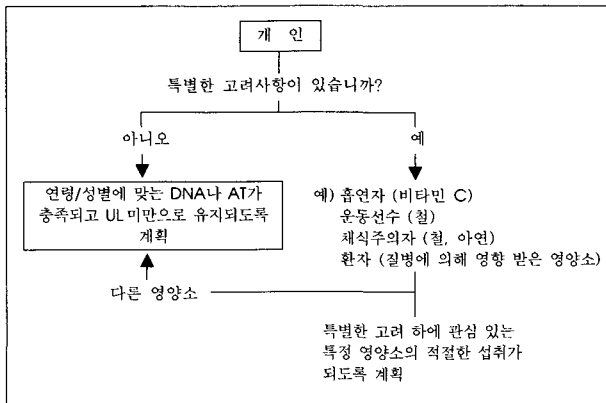 개 인
특별한 고려사항이 있습니까?
아니오
예
연령/성별에 맞는 DNA나 AT가
충족되고 UL 미만으로 유지되도록
계획
예) 흡연자 (비타민 C)
운동선수 (철)
채식주의자 (철, 아연)
환자 (질병에 의해 영향 받은 영양소)
다른 영양소
특별한 고려 하에 관심 있는
특정 영양소의 적절한 섭취가
되도록 계획